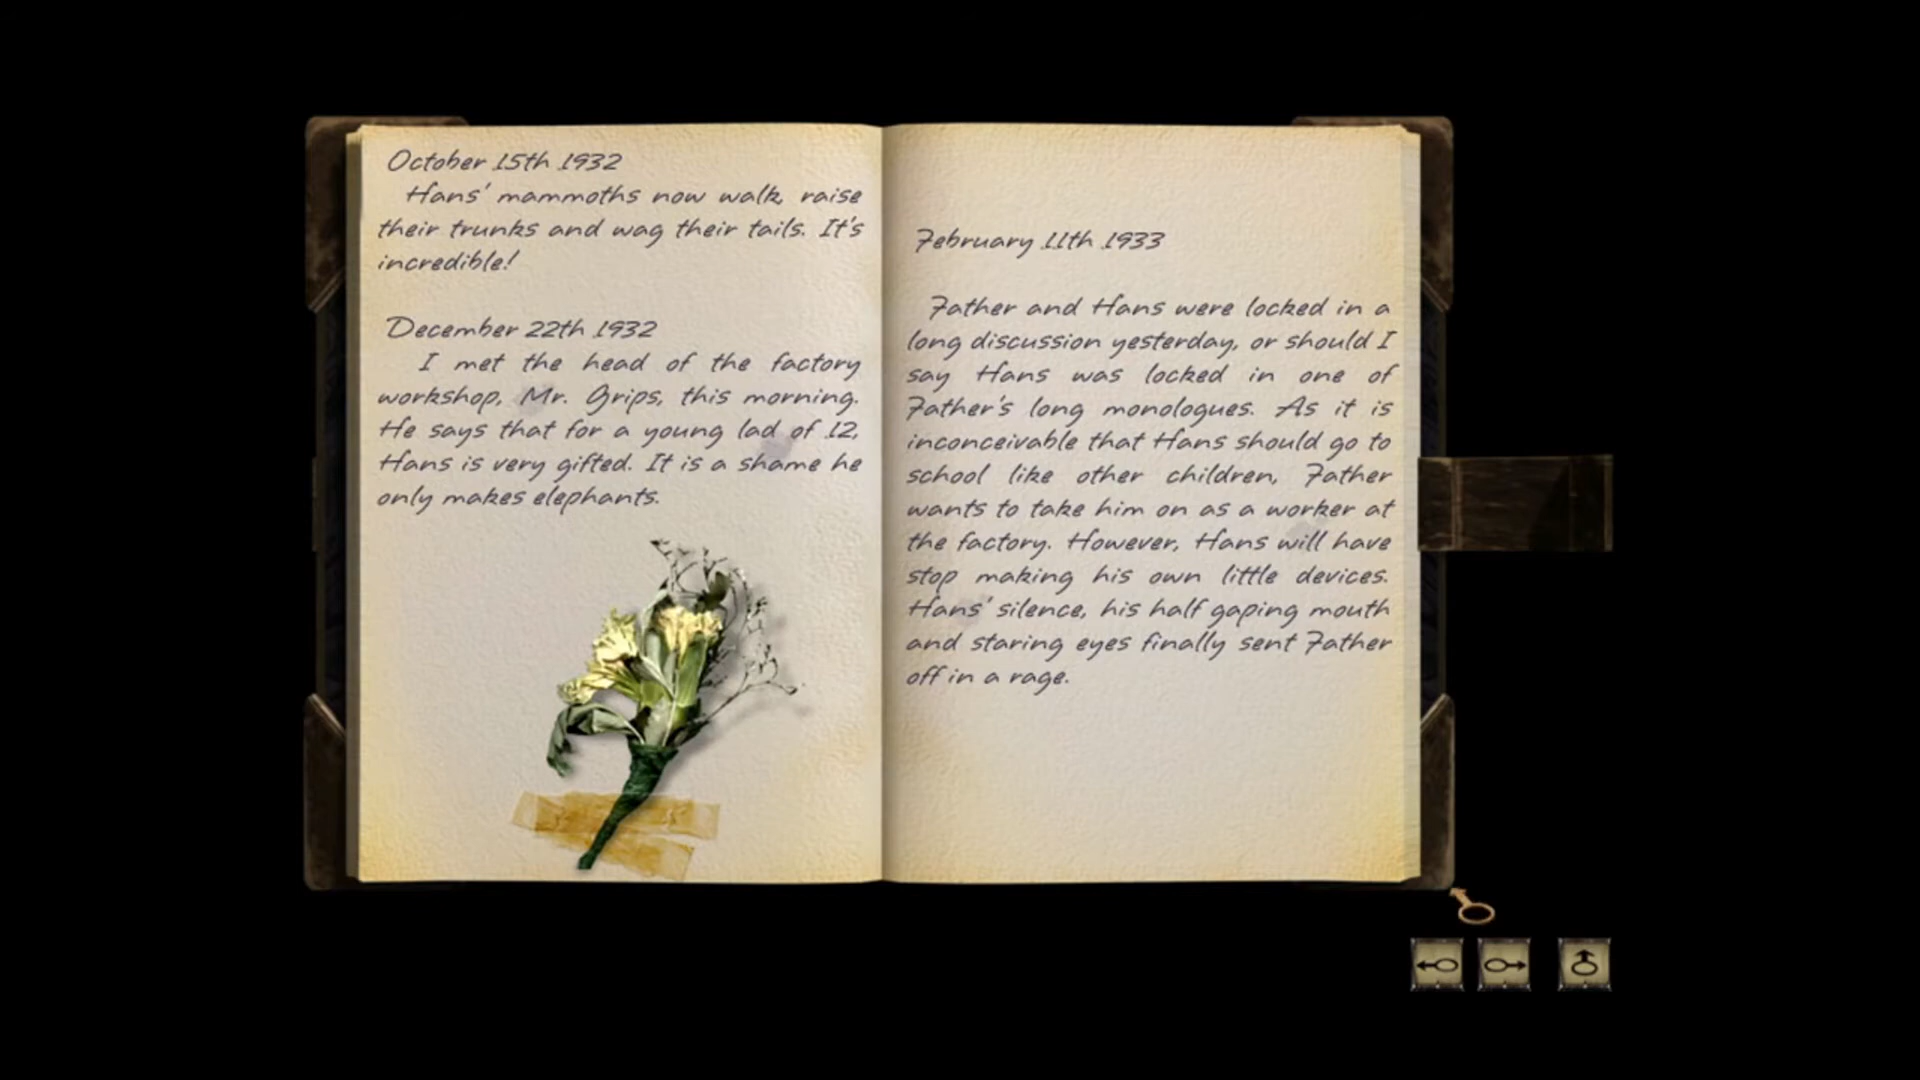 October 15th 1932
Hans' mammoths now walk, raise
their trunks and wag their tails. It's
incredible!
December 22th 1932
I met the head of the factory
workshop, Mr. Grips, this morning.
He says that for a young lad of 12,
Hans is very gifted. It is a shame he
only makes elephants.
February 11th 1933
Father and Hans were locked in a
long discussion yesterday, or should I
say Hans was locked in one of
Father's long monologues. As it is
inconceivable that Hans should go to
school like other children, Father
wants to take him on as a worker at
the factory. However, Hans will have
stop making his own little devices.
Hans' silence, his half gaping mouth
and staring eyes finally sent Father
off in a rage.